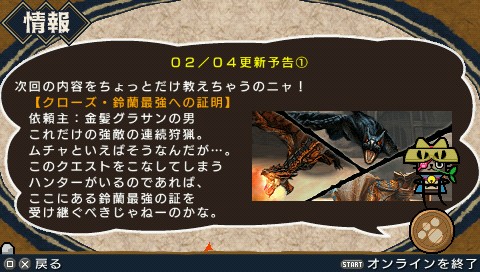 情報
02／04更新予告①
次回の内容をちょっとだけ教えちゃうのニャ！
【クローズ・鈴蘭最強への証明】
依頼主：金髪グラサンの男
これだけの強敵の連続狩猟。
ムチャといえばそうなんだが…。
このクエストをこなしてしまう
ハンターがいるのであれば、
ここにある鈴蘭最強の証を
受け継ぐべきじゃねーのかな。
戻る
START オンラインを終了